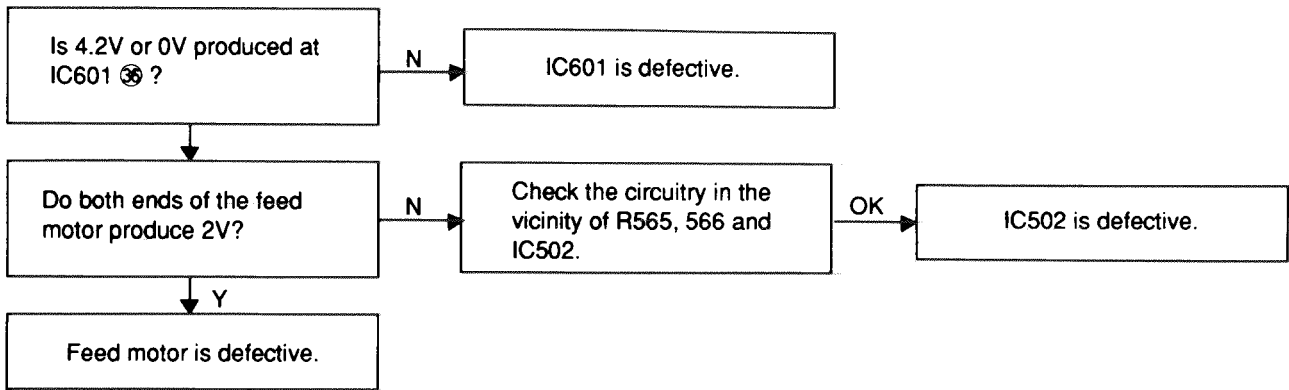 Is 4.2V or 0V produced at
IC601 ㊱ ?
N
IC601 is defective.
Do both ends of the feed
motor produce 2V?
N
Check the circuitry in the
vicinity of R565, 566 and
IC502.
OK
IC502 is defective.
Y
Feed motor is defective.